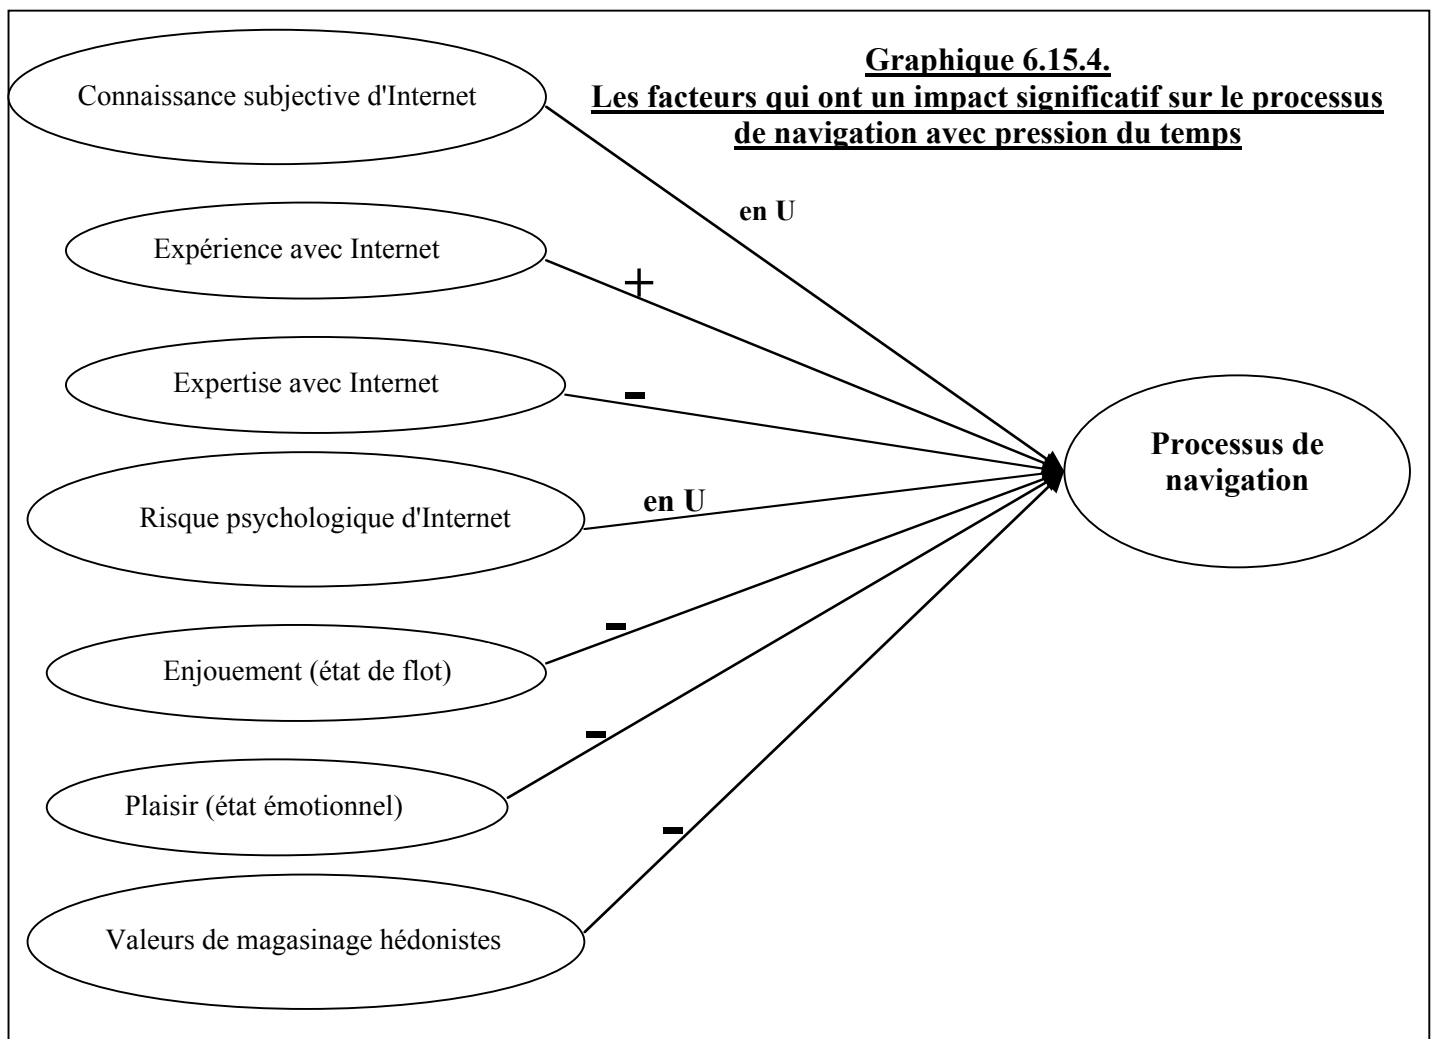 Graphique 6.15.4.
Les facteurs qui ont un impact significatif sur le processus
de navigation avec pression du temps
Connaissance subjective d'Internet
en U
Expérience avec Internet
+
Expertise avec Internet
-
Risque psychologique d'Internet
en U
Enjouement (état de flot)
-
Plaisir (état émotionnel)
-
Valeurs de magasinage hédonistes
-
Processus de
navigation